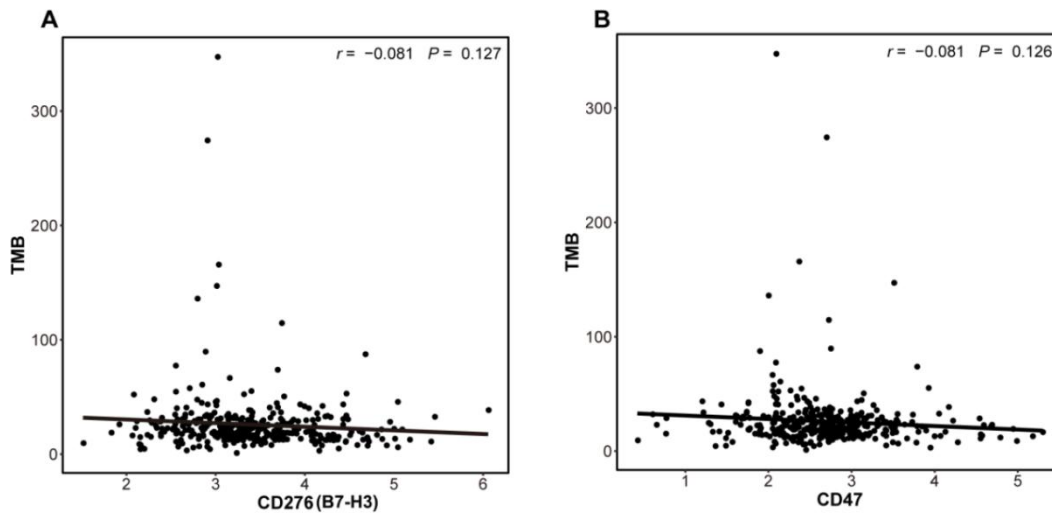 A
r = −0.081 P = 0.127
300
200
100
0
TMB
2 3 4 5 6
CD276 (B7-H3)
B
r = −0.081 P = 0.126
300
200
100
0
TMB
1 2 3 4 5
CD47